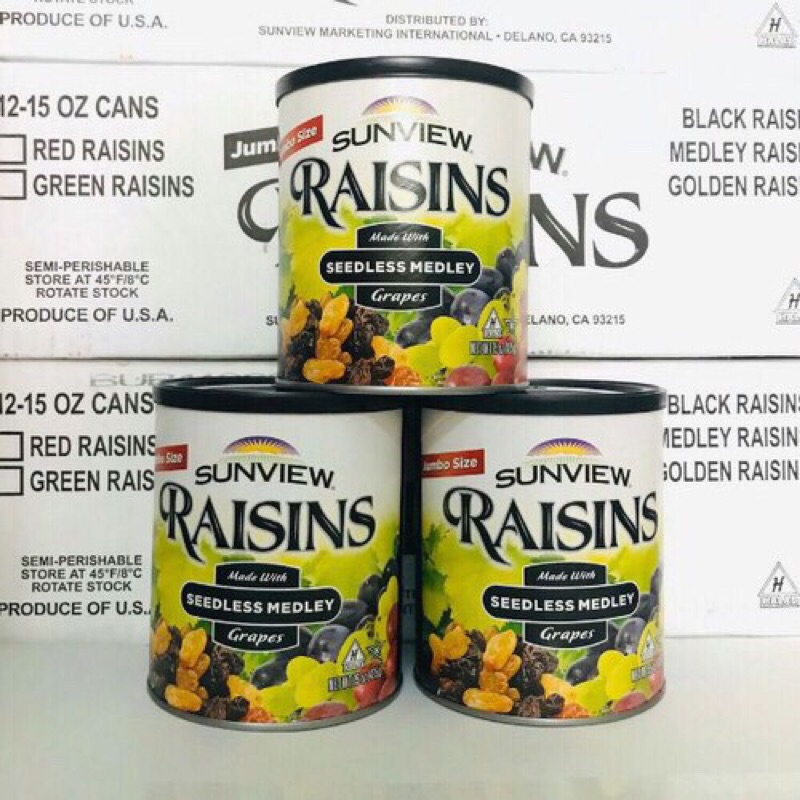 PRODUCE OF U.S.A.
DISTRIBUTED BY:
SUNVIEW MARKETING INTERNATIONAL • DELANO, CA 93215
H
12-15 OZ CANS
RED RAISINS
GREEN RAISINS
SEMI-PERISHABLE
STORE AT 45°F/8°C
ROTATE STOCK
PRODUCE OF U.S.A.
Jum
W.
NS
ELANO, CA 93215
BLACK RAISI
MEDLEY RAISI
GOLDEN RAIS
H
Jumbo Size
SUNVIEW
RAISINS
Made With
SEEDLESS MEDLEY
Grapes
H
12-15 OZ CANS
RED RAISINS
GREEN RAIS
SEMI-PERISHABLE
STORE AT 45°F/8°C
ROTATE STOCK
PRODUCE OF U.S.A.
BLACK RAISINS
MEDLEY RAISIN
GOLDEN RAISIN
H
Jumbo Size
SUNVIEW
RAISINS
Made With
SEEDLESS MEDLEY
Grapes
H
Jumbo Size
SUNVIEW
RAISINS
Made With
SEEDLESS MEDLEY
Grapes
H